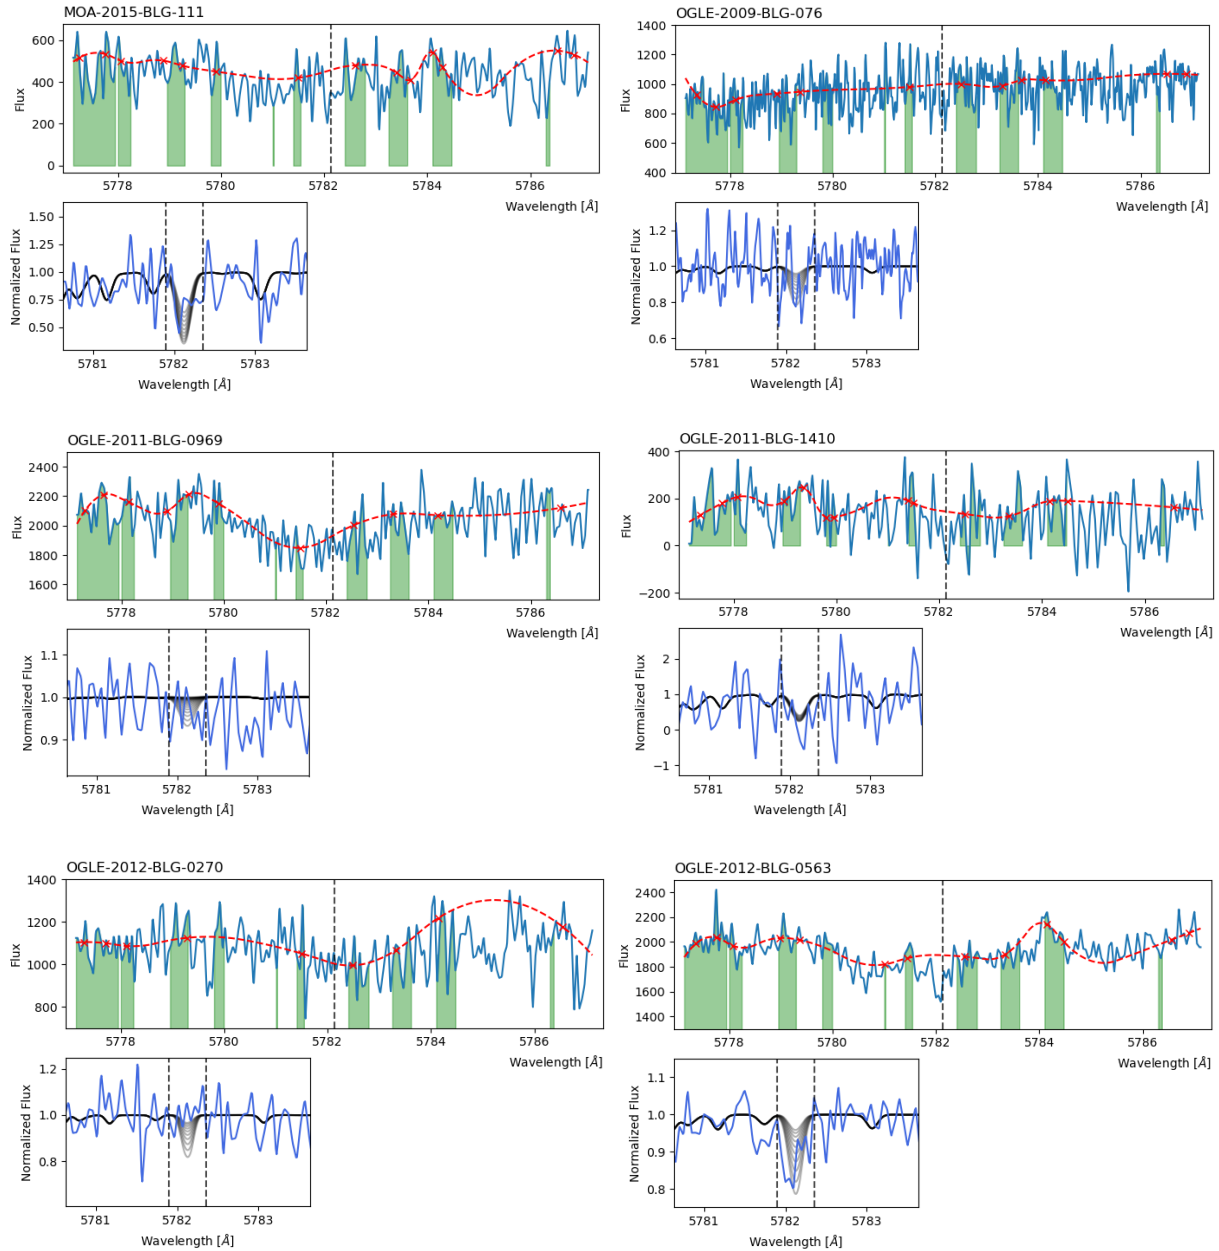 MOA-2015-BLG-111
Flux
600
400
200
0
5778 5780 5782 5784 5786
Wavelength [Å]
Normalized Flux
1.50
1.25
1.00
0.75
0.50
5781 5782 5783
Wavelength [Å]
OGLE-2009-BLG-076
Flux
1400
1200
1000
800
600
400
5778 5780 5782 5784 5786
Wavelength [Å]
Normalized Flux
1.2
1.0
0.8
0.6
5781 5782 5783
Wavelength [Å]
OGLE-2011-BLG-0969
Flux
2400
2200
2000
1800
1600
5778 5780 5782 5784 5786
Wavelength [Å]
Normalized Flux
1.1
1.0
0.9
5781 5782 5783
Wavelength [Å]
OGLE-2011-BLG-1410
Flux
400
200
0
−200
5778 5780 5782 5784 5786
Wavelength [Å]
Normalized Flux
2
1
0
−1
5781 5782 5783
Wavelength [Å]
OGLE-2012-BLG-0270
Flux
1400
1200
1000
800
5778 5780 5782 5784 5786
Wavelength [Å]
Normalized Flux
1.2
1.0
0.8
5781 5782 5783
Wavelength [Å]
OGLE-2012-BLG-0563
Flux
2400
2200
2000
1800
1600
1400
5778 5780 5782 5784 5786
Wavelength [Å]
Normalized Flux
1.1
1.0
0.9
0.8
5781 5782 5783
Wavelength [Å]